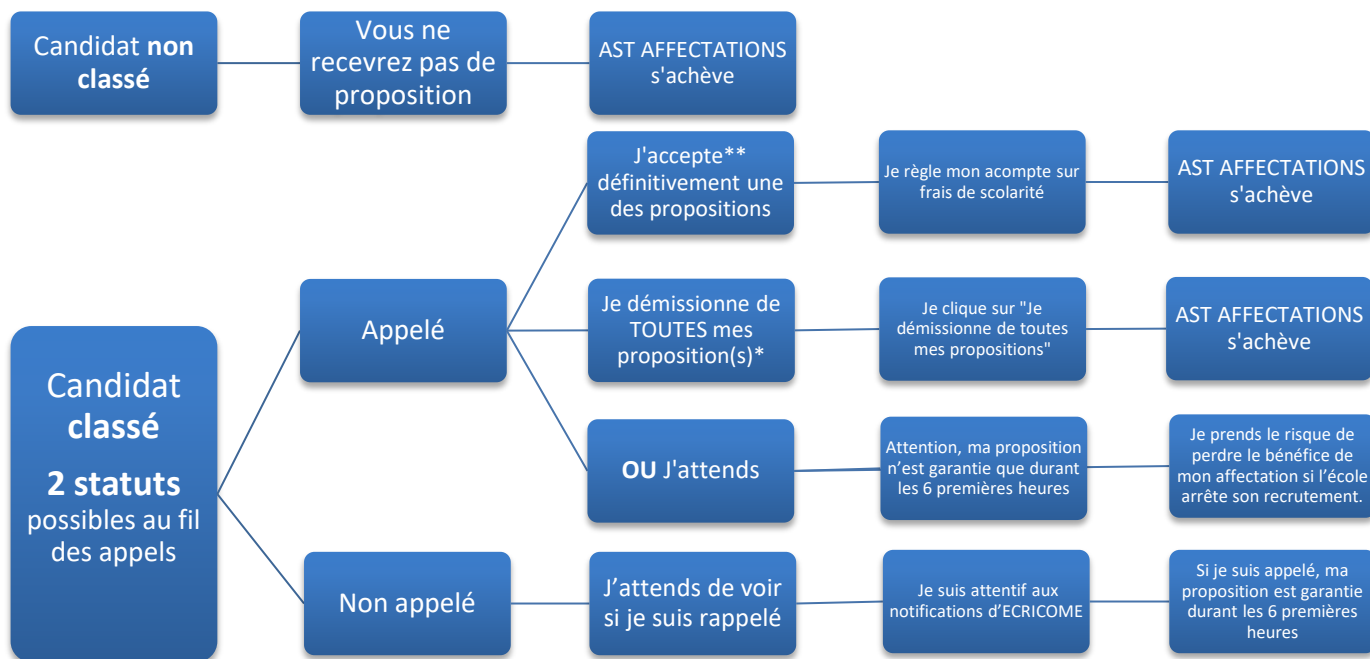 Candidat non
classé
Vous ne
recevrez pas de
proposition
AST AFFECTATIONS
s'achève
Candidat
classé
2 statuts
possibles au fil
des appels
Appelé
J'accepte**
définitivement une
des propositions
Je règle mon acompte sur
frais de scolarité
AST AFFECTATIONS
s'achève
Je démissionne de
TOUTES mes
proposition(s)*
Je clique sur "Je
démissionne de toutes
mes propositions"
AST AFFECTATIONS
s'achève
OU J'attends
Attention, ma proposition
n’est garantie que durant
les 6 premières heures
Je prends le risque de
perdre le bénéfice de
mon affectation si l’école
arrête son recrutement.
Non appelé
J’attends de voir
si je suis rappelé
Je suis attentif aux
notifications d’ECRICOME
Si je suis appelé, ma
proposition est garantie
durant les 6 premières
heures